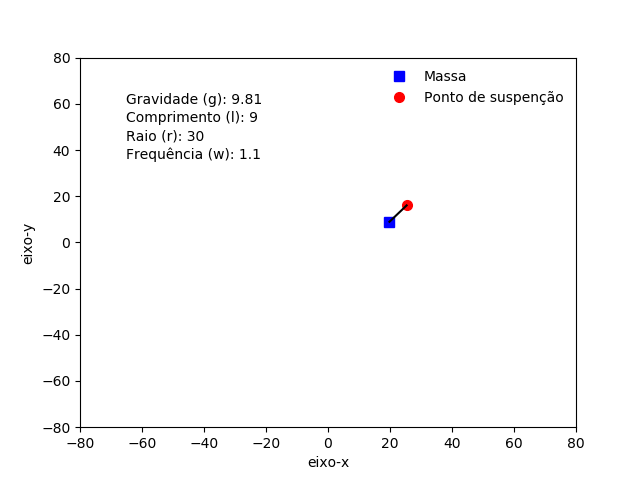 Massa
Ponto de suspenção
Gravidade (g): 9.81
Comprimento (l): 9
Raio (r): 30
Frequência (w): 1.1
80
60
40
20
0
−20
−40
−60
−80
eixo-y
−80 −60 −40 −20 0 20 40 60 80
eixo-x